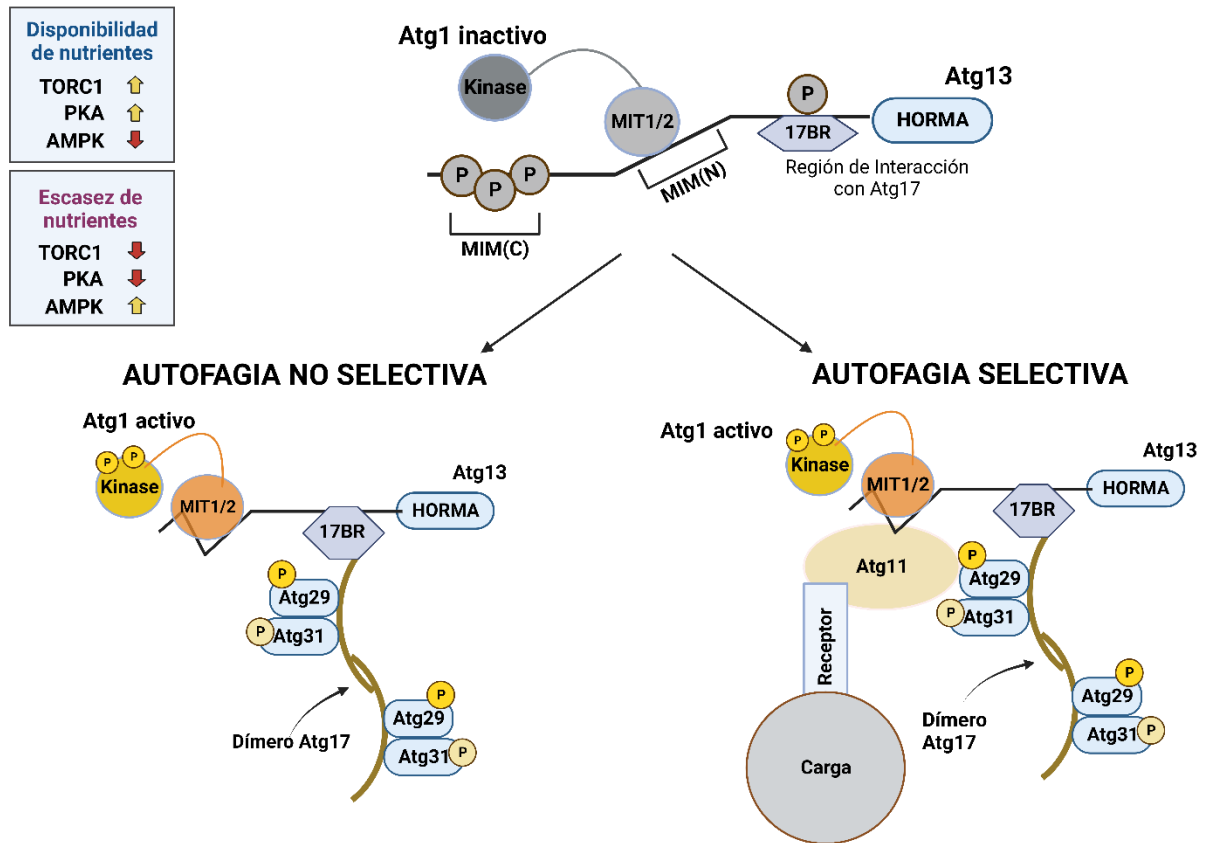 Disponibilidad
de nutrientes
TORC1
PKA
AMPK
Escasez de
nutrientes
TORC1
PKA
AMPK
Atg1 inactivo
Kinase
MIT1/2
P
17BR
Atg13
HORMA
Región de Interacción
con Atg17
MIM(N)
P
P
P
MIM(C)
AUTOFAGIA NO SELECTIVA
Atg1 activo
P
P
Kinase
MIT1/2
Atg13
HORMA
17BR
P
Atg29
P
Atg31
P
Atg29
Atg31
P
Dímero Atg17
AUTOFAGIA SELECTIVA
Atg1 activo
P
P
Kinase
MIT1/2
Atg13
HORMA
17BR
Atg11
P
Atg29
P
Atg31
Receptor
P
Atg29
Atg31
P
Dímero
Atg17
Carga